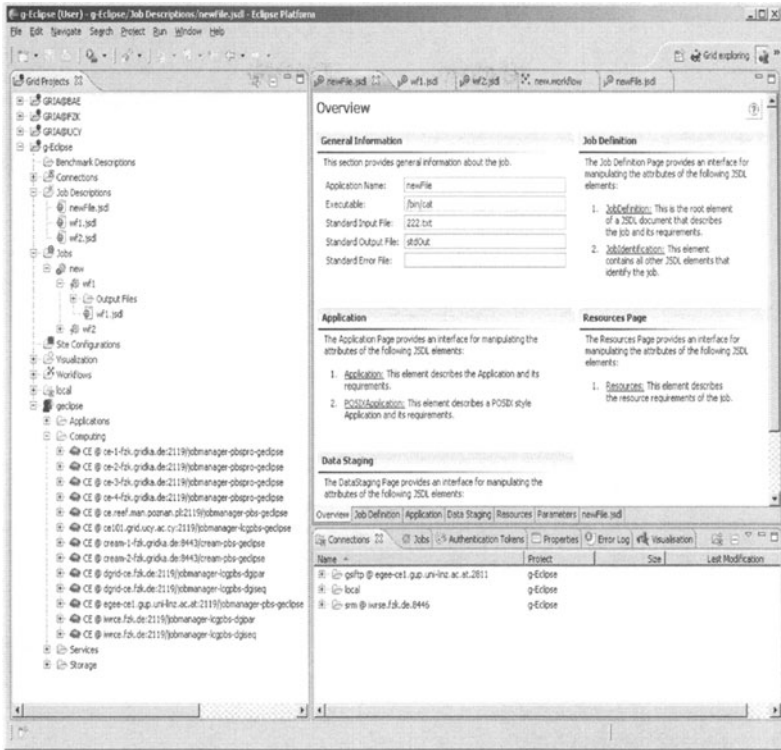 g-Eclipse (User) - g-Eclipse/Job Descriptions/newFile.jsdl - Eclipse Platform
File Edit Navigate Search Project Run Window Help
Grid exploring
Grid Projects
GRIA@BAE
GRIA@FZK
GRIA@UCY
g-Eclipse
Benchmark Descriptions
Connections
Job Descriptions
newFile.jsdl
wf1.jsdl
wf2.jsdl
Jobs
new
wf1
Output Files
wf1.jsdl
wf2
Site Configurations
Visualization
Workflows
local
geclipse
Applications
Computing
CE @ ce-1-fzk.gridka.de:2119/jobmanager-pbspro-geclipse
CE @ ce-2-fzk.gridka.de:2119/jobmanager-pbspro-geclipse
CE @ ce-3-fzk.gridka.de:2119/jobmanager-pbspro-geclipse
CE @ ce-4-fzk.gridka.de:2119/jobmanager-pbspro-geclipse
CE @ ce.reef.man.poznan.pl:2119/jobmanager-pbs-geclipse
CE @ ce101.grid.ucy.ac.cy:2119/jobmanager-lcgpbs-geclipse
CE @ cream-1-fzk.gridka.de:8443/cream-pbs-geclipse
CE @ cream-2-fzk.gridka.de:8443/cream-pbs-geclipse
CE @ dgrid-ce.fzk.de:2119/jobmanager-lcgpbs-dgipar
CE @ dgrid-ce.fzk.de:2119/jobmanager-lcgpbs-dgiseq
CE @ egee-ce1.gup.uni-linz.ac.at:2119/jobmanager-pbs-geclipse
CE @ iwrce.fzk.de:2119/jobmanager-lcgpbs-dgipar
CE @ iwrce.fzk.de:2119/jobmanager-lcgpbs-dgiseq
Services
Storage
newFile.jsdl wf1.jsdl wf2.jsdl new.workflow newFile.jsdl
Overview
General Information
This section provides general information about the job.
Application Name: newFile
Executable: /bin/cat
Standard Input File: 222.txt
Standard Output File: stdOut
Standard Error File:
Job Definition
The Job Definition Page provides an interface for
manipulating the attributes of the following JSDL
elements:
1. JobDefinition: This is the root element
of a JSDL document that describes
the job and its requirements.
2. JobIdentification: This element
contains all other JSDL elements that
identify the job.
Application
The Application Page provides an interface for manipulating the
attributes of the following JSDL elements:
1. Application: This element describes the Application and its
requirements.
2. POSIXApplication: This element describes a POSIX style
Application and its requirements.
Resources Page
The Resources Page provides an interface for
manipulating the attributes of the following JSDL
elements:
1. Resources: This element describes
the resource requirements of the job.
Data Staging
The DataStaging Page provides an interface for manipulating the
attributes of the following JSDL elements:
Overview Job Definition Application Data Staging Resources Parameters newFile.jsdl
Connections Jobs Authentication Tokens Properties Error Log Visualisation
Name Project Size Last Modification
gsiftp @ egee-ce1.gup.uni-linz.ac.at.2811 g-Eclipse
local g-Eclipse
srm @ iwrse.fzk.de.8446 g-Eclipse